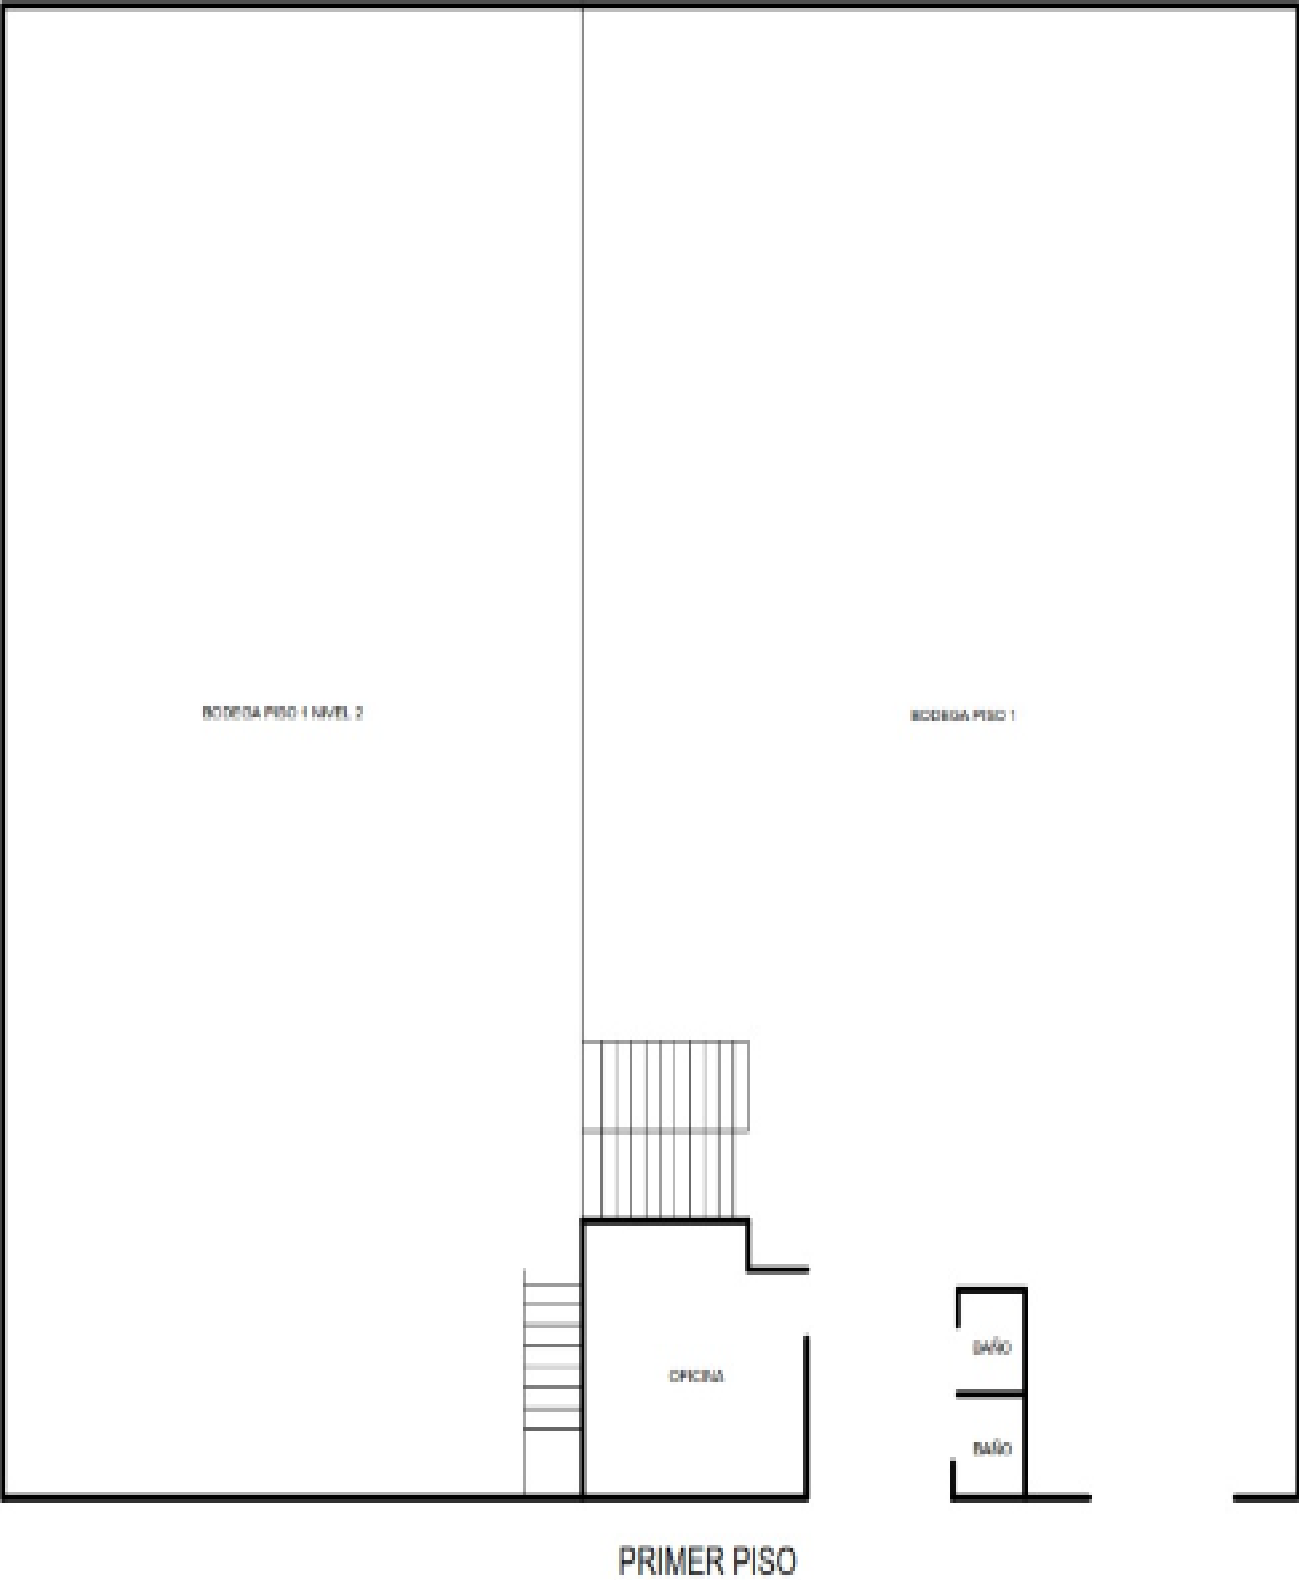 BODEGA PISO 1 NIVEL 2
BODEGA PISO 1
BAÑO
OFICINA
BAÑO
PRIMER PISO